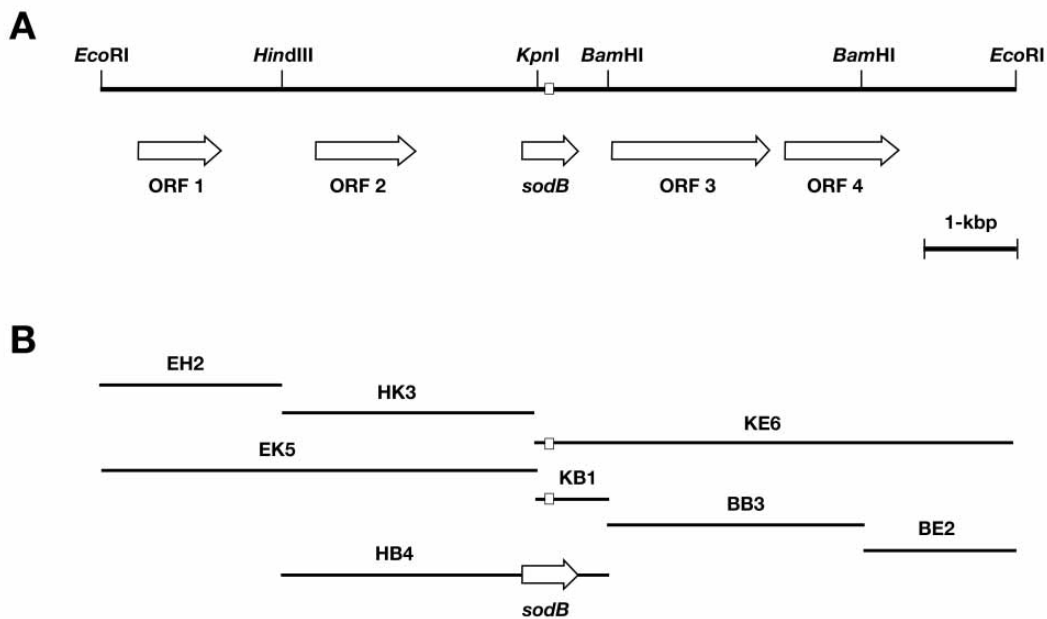 A
EcoRI HindIII KpnI BamHI BamHI EcoRI
ORF 1 ORF 2 sodB ORF 3 ORF 4
1-kbp
B
EH2
HK3
KE6
EK5
KB1
BB3
BE2
HB4
sodB